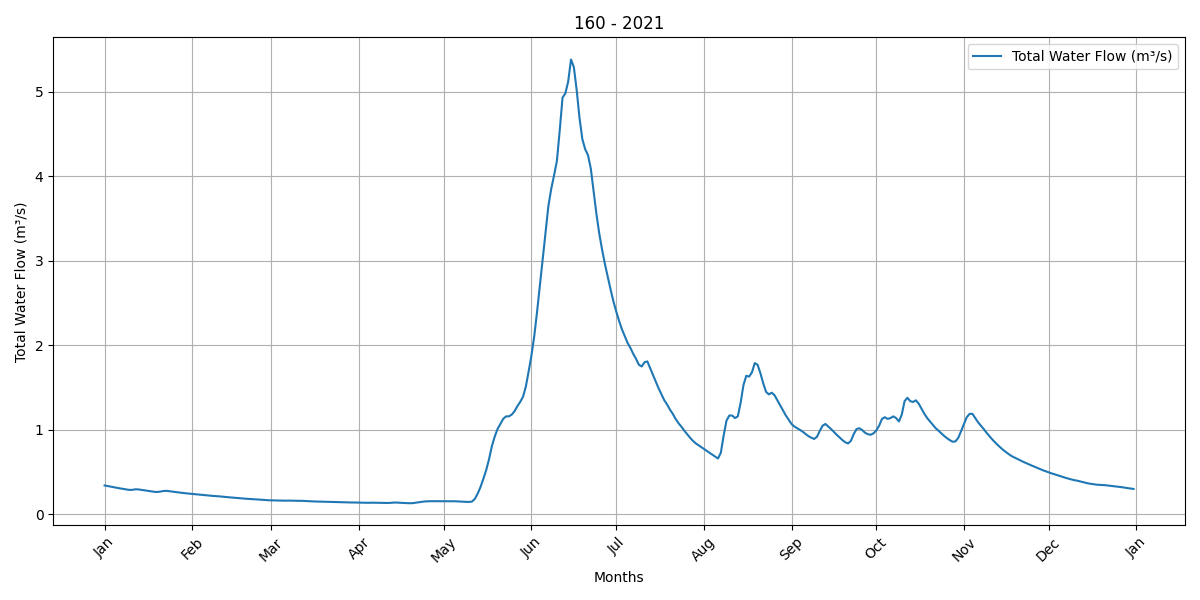 160 - 2021
Total Water Flow (m³/s)
Total Water Flow (m³/s)
5
4
3
2
1
0
Jan
Feb
Mar
Apr
May
Jun
Jul
Aug
Sep
Oct
Nov
Dec
Jan
Months